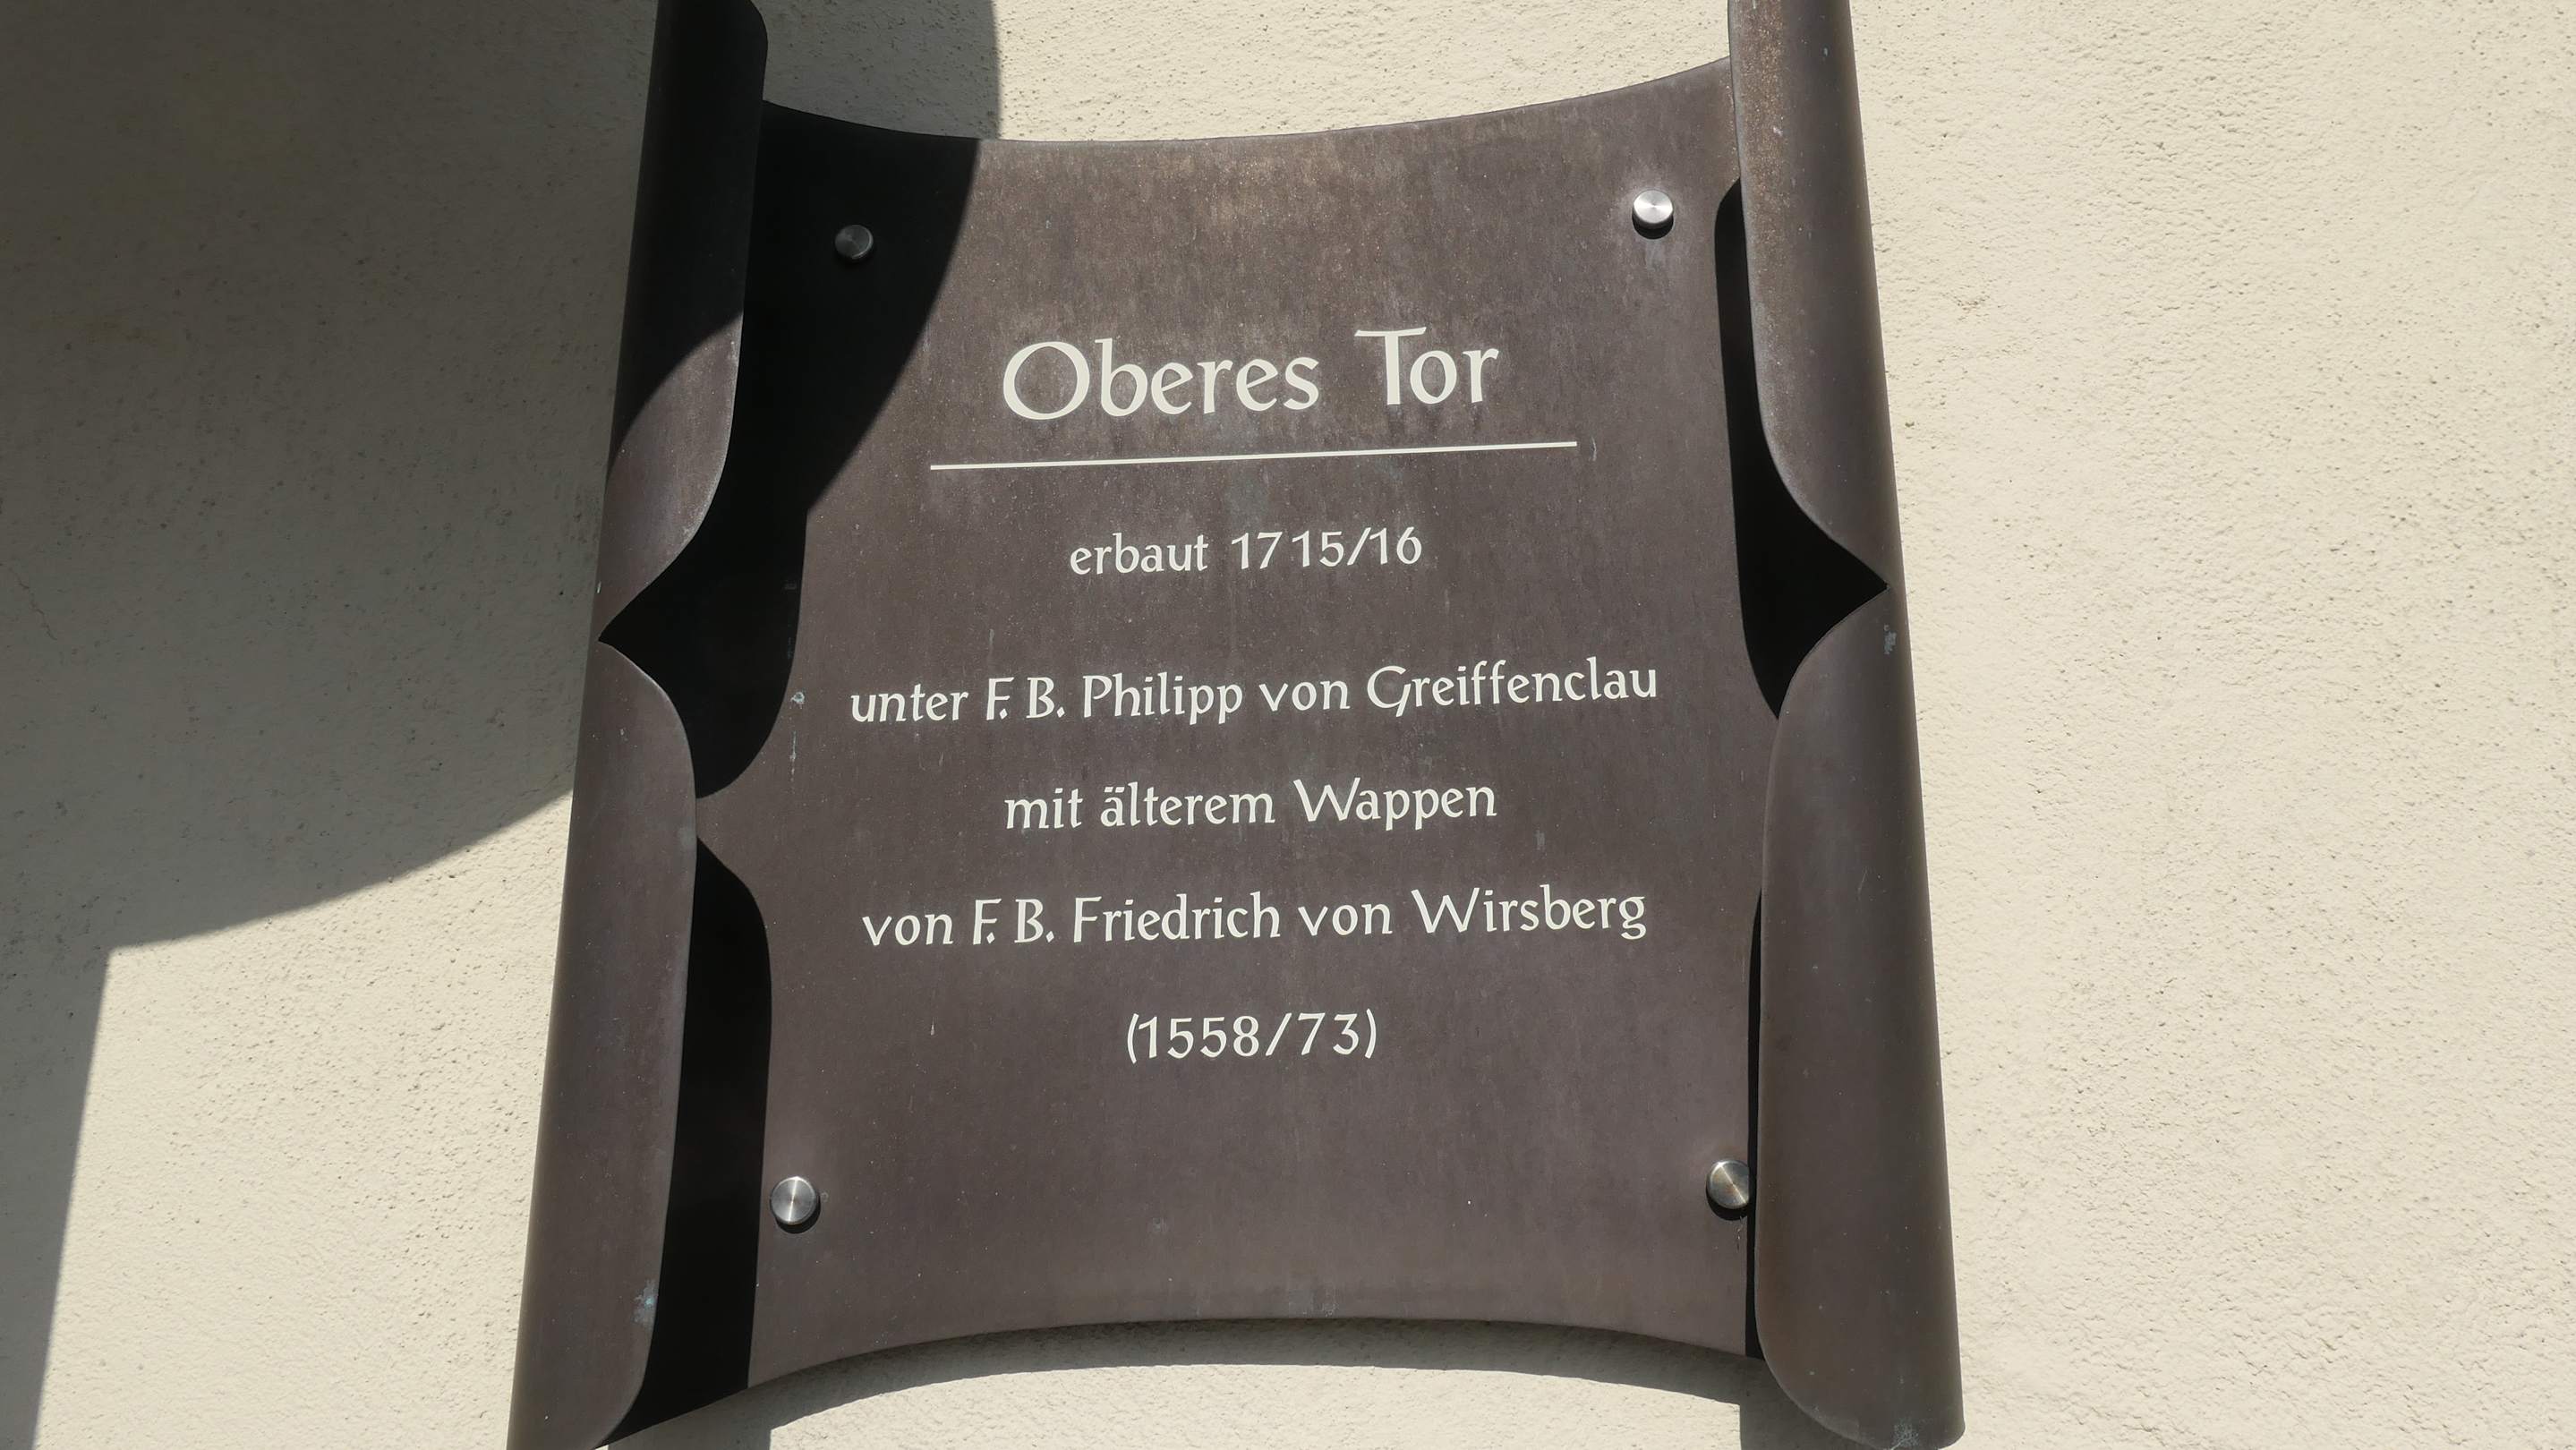 Oberes Tor
erbaut 1715/16
unter F. B. Philipp von Greiffenclau
mit älterem Wappen
von F. B. Friedrich von Wirsberg
(1558/73)